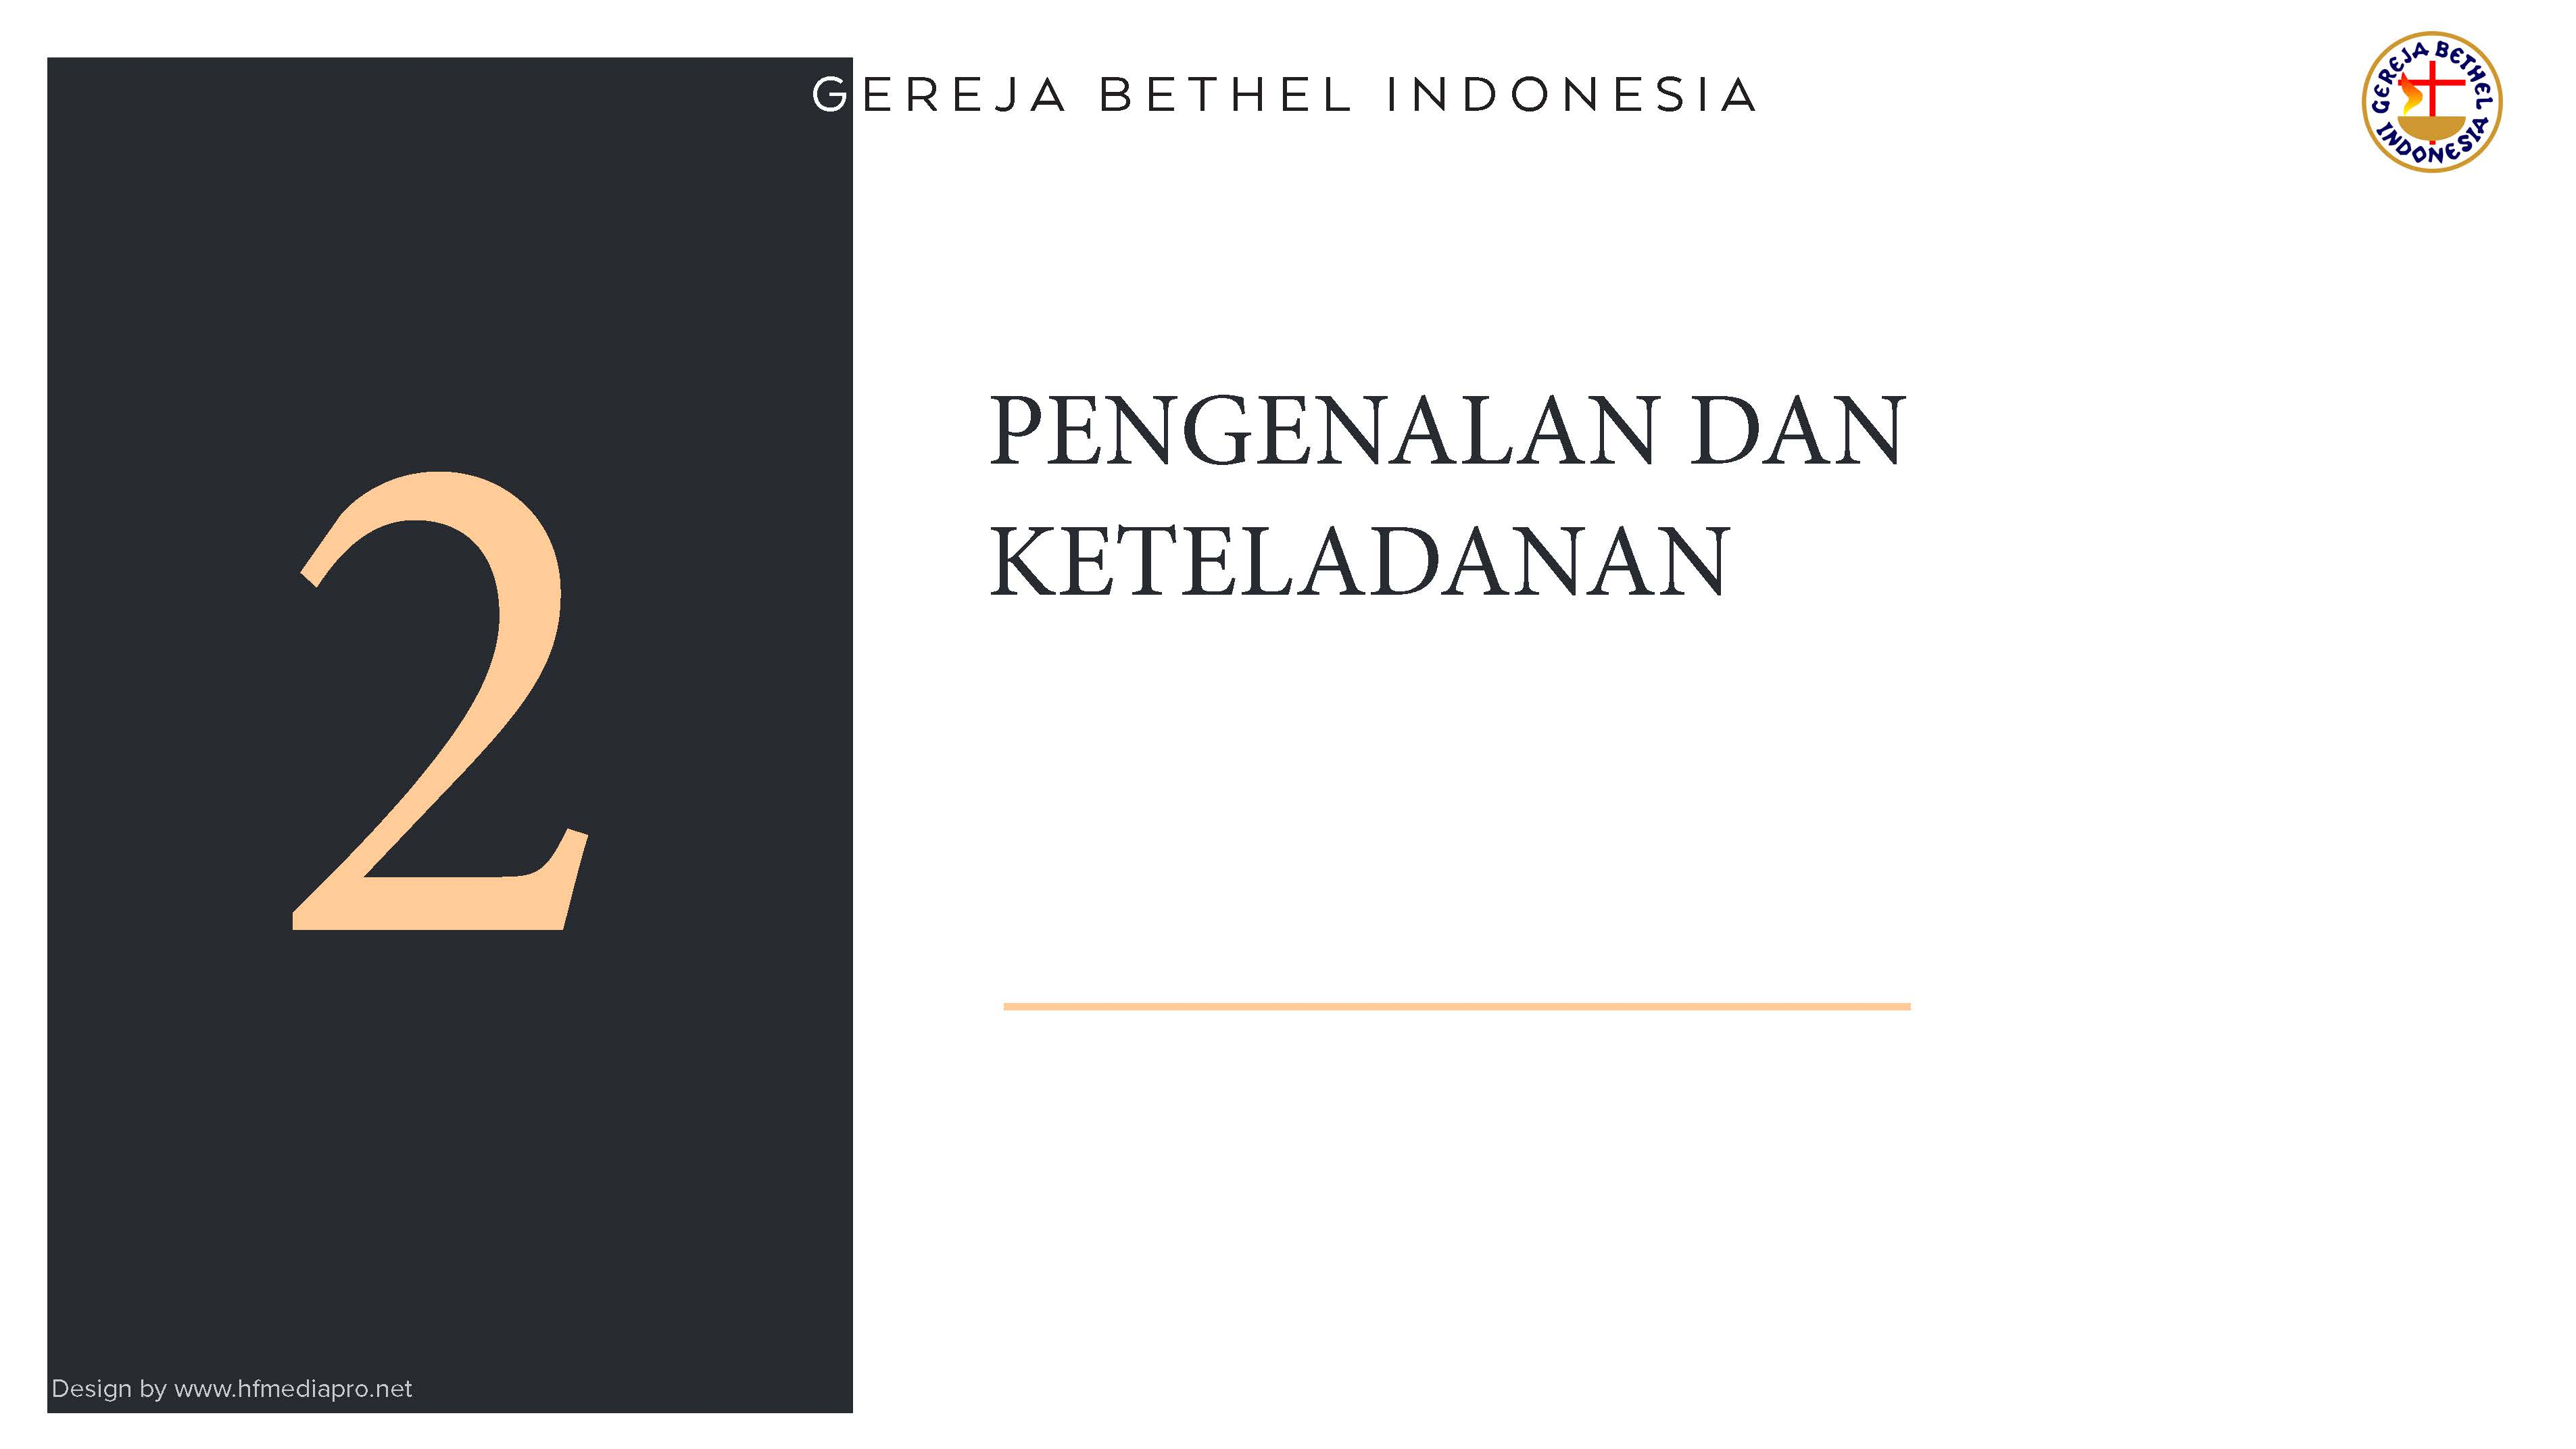 GEREJA BETHEL INDONESIA
GEREJA BETHEL INDONESIA
2
PENGENALAN DAN
KETELADANAN
Design by www.hfmediapro.net